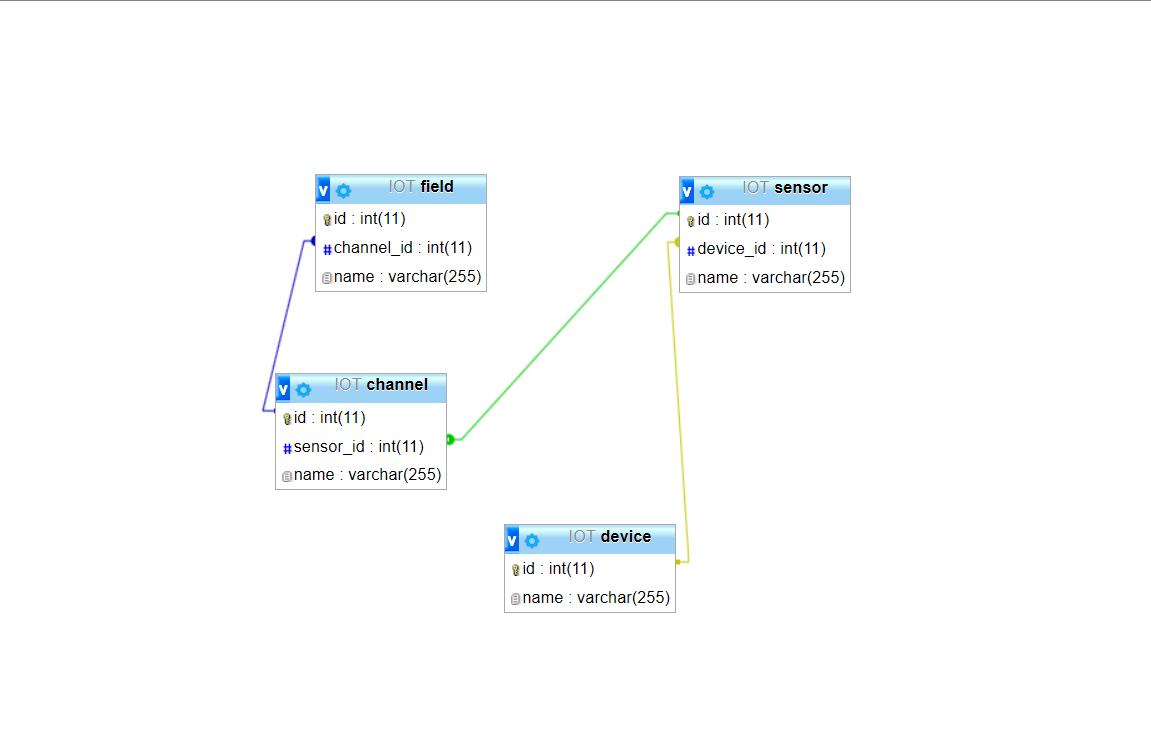 v IOT field
id : int(11)
#channel_id : int(11)
name : varchar(255)
v IOT sensor
id : int(11)
#device_id : int(11)
name : varchar(255)
v IOT channel
id : int(11)
#sensor_id : int(11)
name : varchar(255)
v IOT device
id : int(11)
name : varchar(255)